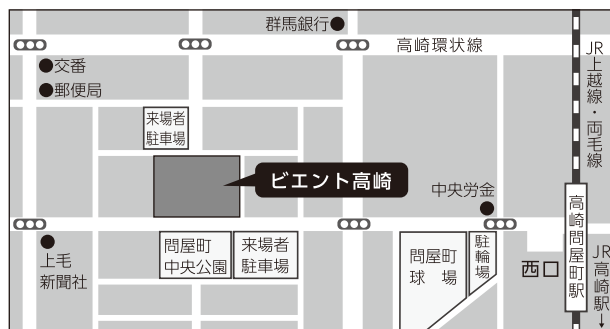 群馬銀行
高崎環状線
JR上越線・両毛線
交番
郵便局
来場者
駐車場
ビエント高崎
中央労金
高崎問屋町駅
上毛
新聞社
問屋町
中央公園
来場者
駐車場
問屋町
球場
駐輪場
西口
JR高崎駅→